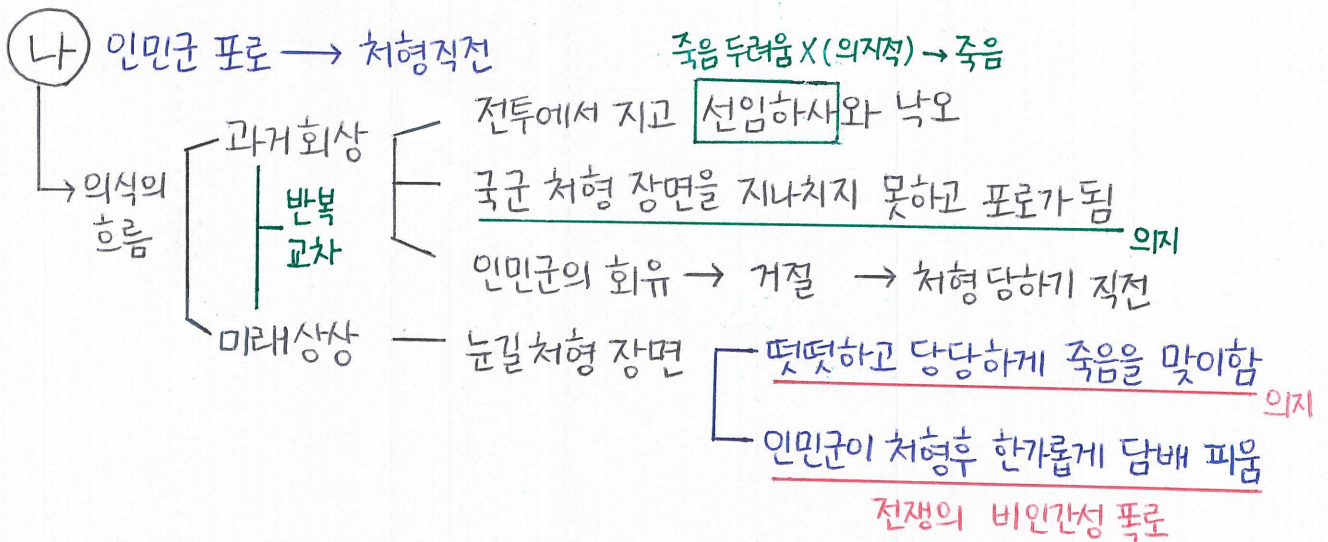 나 인민군 포로 → 처형직전
죽음 두려움 X (의지적) → 죽음
과거회상
전투에서 지고 선임하사와 낙오
→ 의식의 흐름
반복 교차
국군 처형 장면을 지나치지 못하고 포로가 됨
의지
인민군의 회유 → 거절 → 처형당하기 직전
미래상상 — 눈길처형 장면
떳떳하고 당당하게 죽음을 맞이함
의지
인민군이 처형후 한가롭게 담배 피움
전쟁의 비인간성 폭로